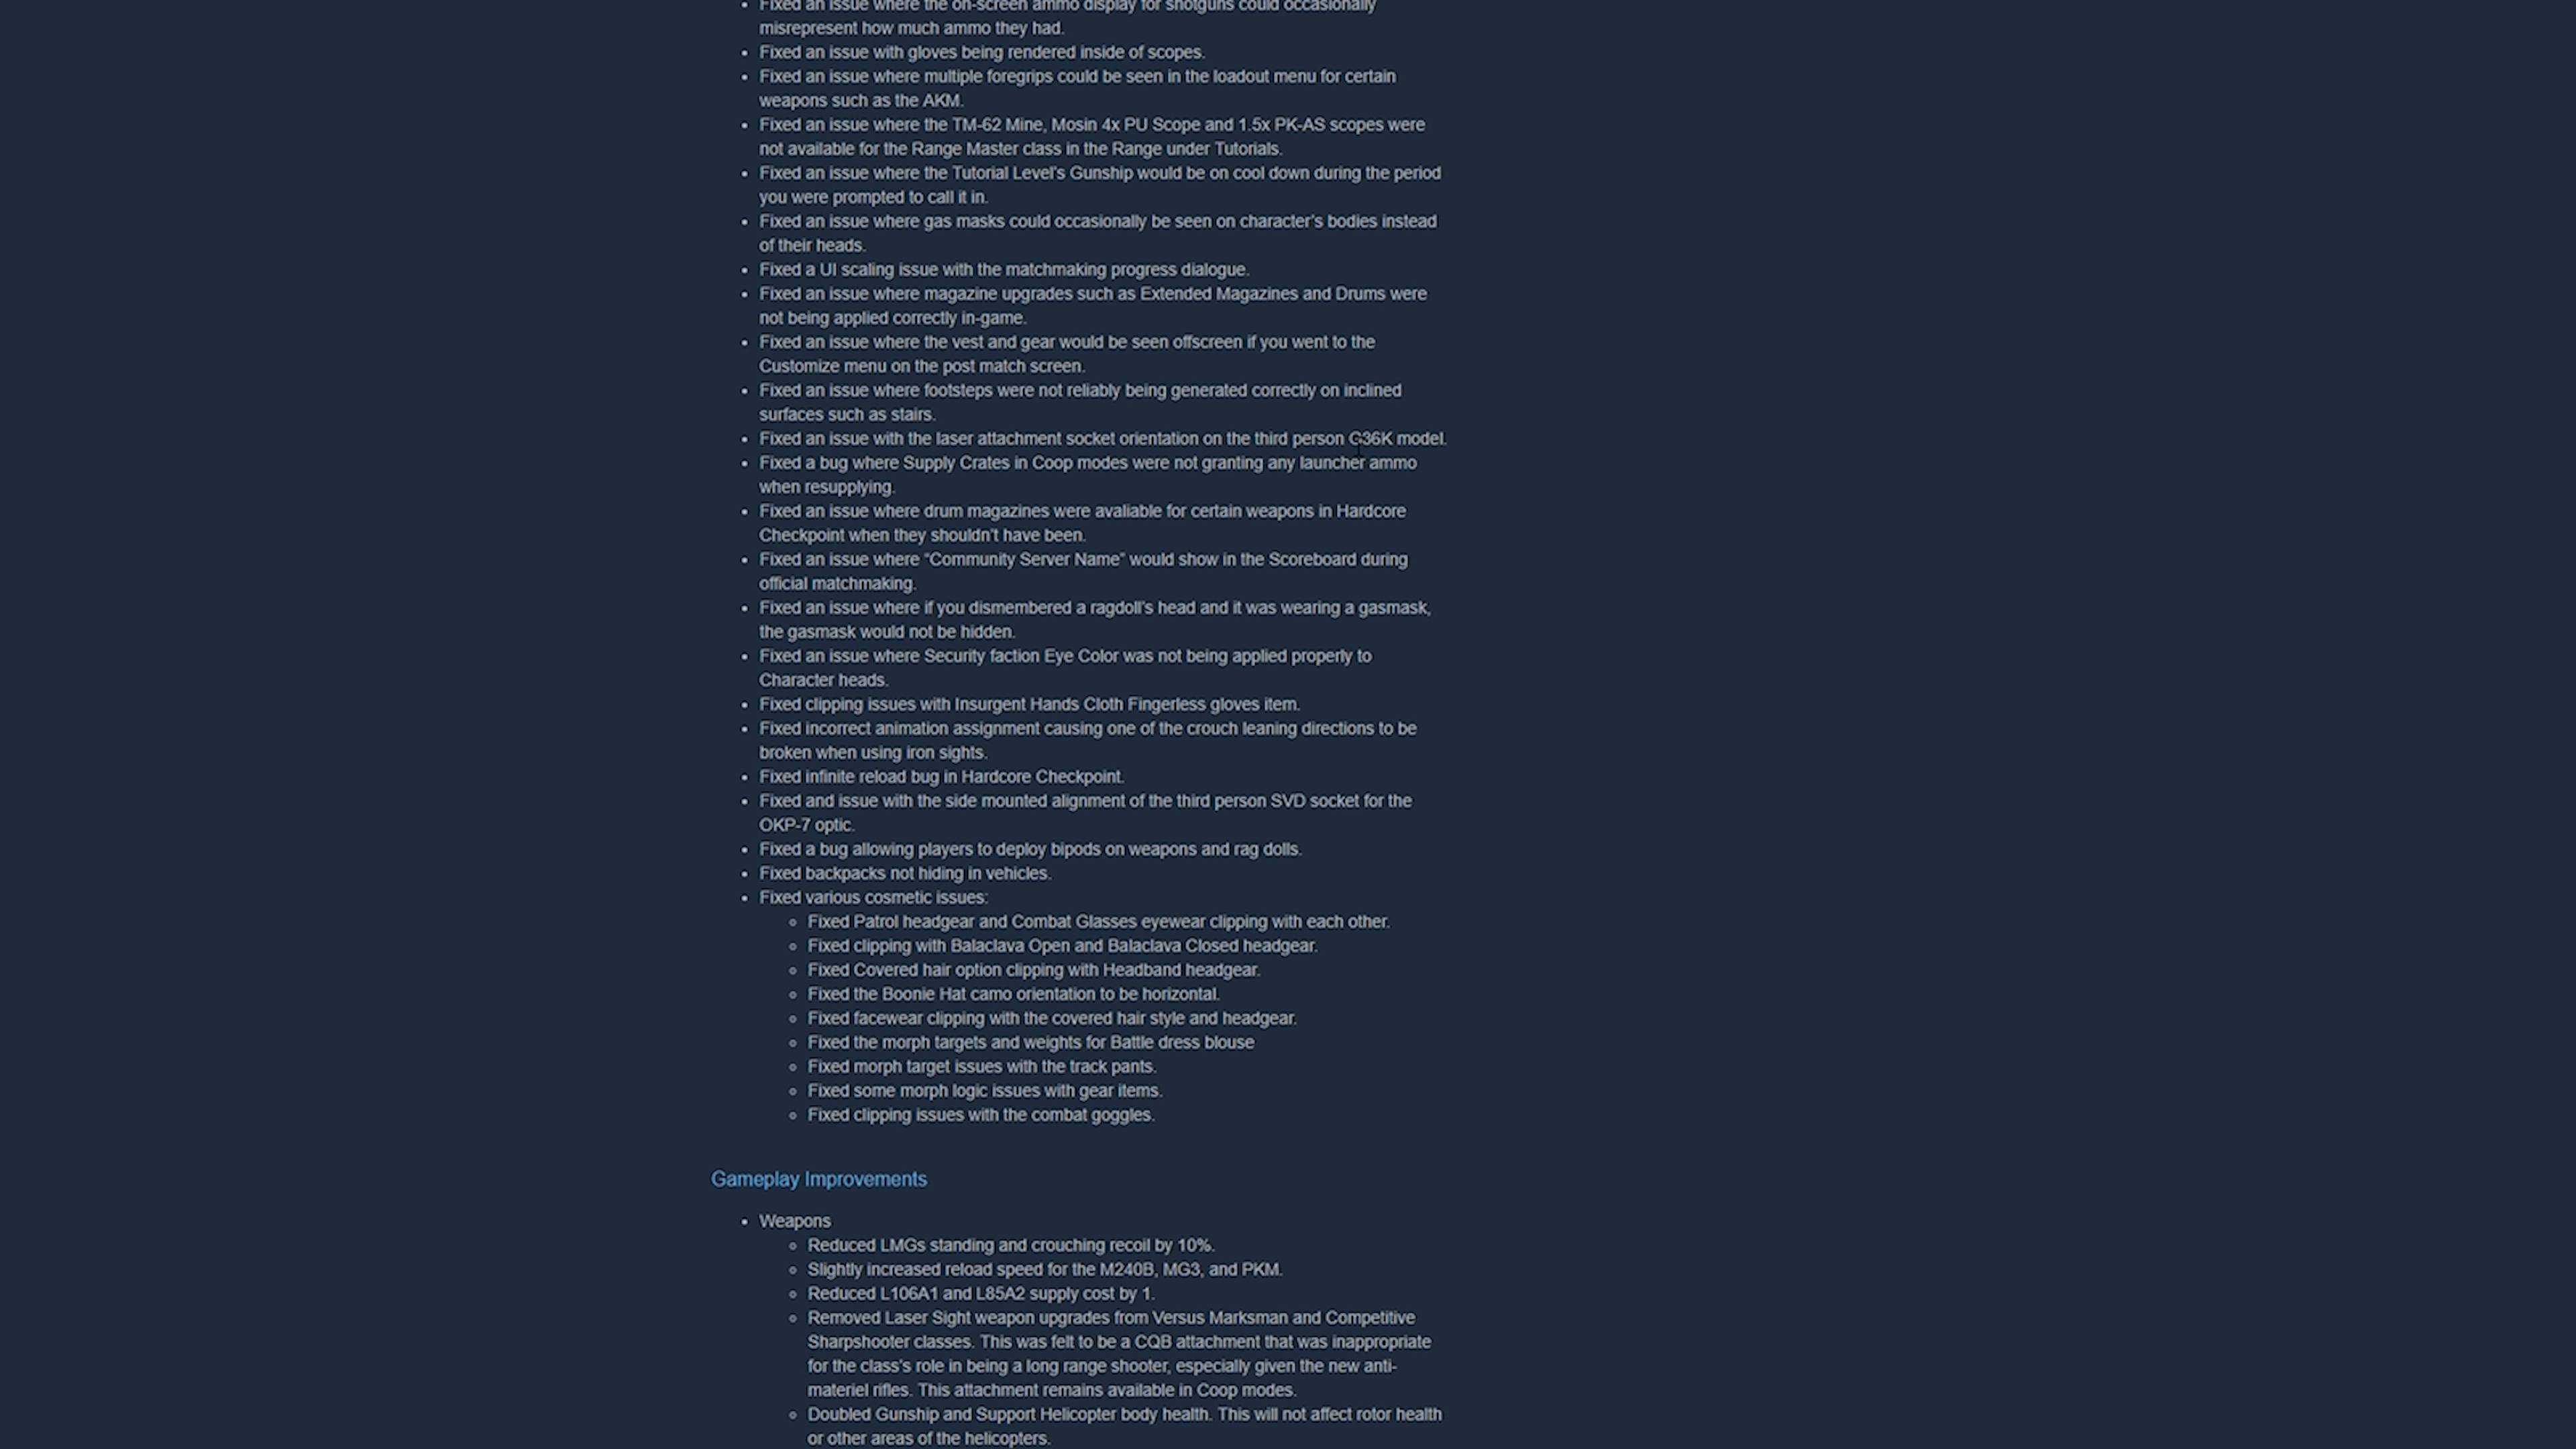 • Fixed an issue where the on-screen ammo display for shotguns could occasionally
misrepresent how much ammo they had.
• Fixed an issue with gloves being rendered inside of scopes.
• Fixed an issue where multiple foregrips could be seen in the loadout menu for certain
weapons such as the AKM.
• Fixed an issue where the TM-62 Mine, Mosin 4x PU Scope and 1.5x PK-AS scopes were
not available for the Range Master class in the Range under Tutorials.
• Fixed an issue where the Tutorial Level's Gunship would be on cool down during the period
you were prompted to call it in.
• Fixed an issue where gas masks could occasionally be seen on character's bodies instead
of their heads.
• Fixed a UI scaling issue with the matchmaking progress dialogue.
• Fixed an issue where magazine upgrades such as Extended Magazines and Drums were
not being applied correctly in-game.
• Fixed an issue where the vest and gear would be seen offscreen if you went to the
Customize menu on the post match screen.
• Fixed an issue where footsteps were not reliably being generated correctly on inclined
surfaces such as stairs.
• Fixed an issue with the laser attachment socket orientation on the third person G36K model.
• Fixed a bug where Supply Crates in Coop modes were not granting any launcher ammo
when resupplying.
• Fixed an issue where drum magazines were avaliable for certain weapons in Hardcore
Checkpoint when they shouldn't have been.
• Fixed an issue where “Community Server Name” would show in the Scoreboard during
official matchmaking.
• Fixed an issue where if you dismembered a ragdoll's head and it was wearing a gasmask,
the gasmask would not be hidden.
• Fixed an issue where Security faction Eye Color was not being applied properly to
Character heads.
• Fixed clipping issues with Insurgent Hands Cloth Fingerless gloves item.
• Fixed incorrect animation assignment causing one of the crouch leaning directions to be
broken when using iron sights.
• Fixed infinite reload bug in Hardcore Checkpoint.
• Fixed and issue with the side mounted alignment of the third person SVD socket for the
OKP-7 optic.
• Fixed a bug allowing players to deploy bipods on weapons and rag dolls.
• Fixed backpacks not hiding in vehicles.
• Fixed various cosmetic issues:
◦ Fixed Patrol headgear and Combat Glasses eyewear clipping with each other.
◦ Fixed clipping with Balaclava Open and Balaclava Closed headgear.
◦ Fixed Covered hair option clipping with Headband headgear.
◦ Fixed the Boonie Hat camo orientation to be horizontal.
◦ Fixed facewear clipping with the covered hair style and headgear.
◦ Fixed the morph targets and weights for Battle dress blouse
◦ Fixed morph target issues with the track pants.
◦ Fixed some morph logic issues with gear items.
◦ Fixed clipping issues with the combat goggles.
Gameplay Improvements
• Weapons
◦ Reduced LMGs standing and crouching recoil by 10%.
◦ Slightly increased reload speed for the M240B, MG3, and PKM.
◦ Reduced L106A1 and L85A2 supply cost by 1.
◦ Removed Laser Sight weapon upgrades from Versus Marksman and Competitive
Sharpshooter classes. This was felt to be a CQB attachment that was inappropriate
for the class's role in being a long range shooter, especially given the new anti-
materiel rifles. This attachment remains available in Coop modes.
◦ Doubled Gunship and Support Helicopter body health. This will not affect rotor health
or other areas of the helicopters.